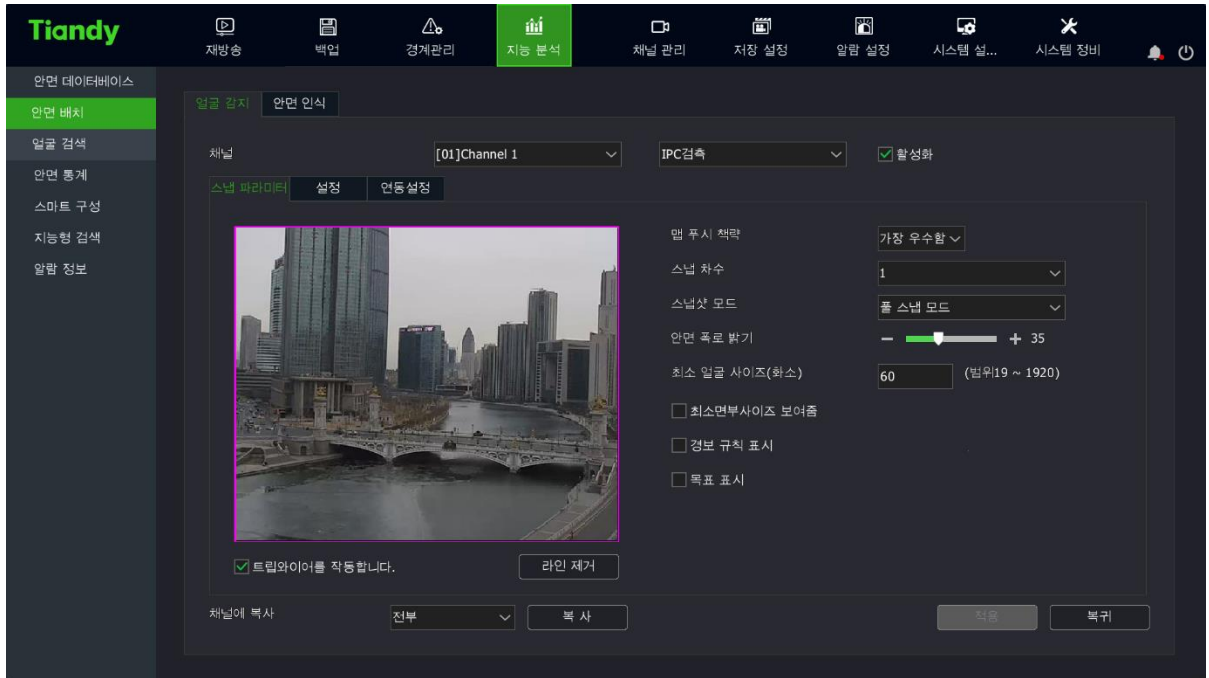 Tiandy
재방송 백업 경계관리 지능 분석 채널 관리 저장 설정 알람 설정 시스템 설... 시스템 정비
안면 데이터베이스
안면 배치
얼굴 검색
안면 통계
스마트 구성
지능형 검색
알람 정보
얼굴 감지 안면 인식
채널 [01]Channel 1 IPC검측 활성화
스냅 파라미터 설정 연동설정
맵 푸시 책략 가장 우수함
스냅 차수 1
스냅샷 모드 풀 스냅 모드
안면 폭로 밝기 35
최소 얼굴 사이즈(화소) 60 (범위19 ~ 1920)
최소면부사이즈 보여줌
경보 규칙 표시
목표 표시
트립와이어를 작동합니다. 라인 제거
채널에 복사 전부 복 사 적용 복귀